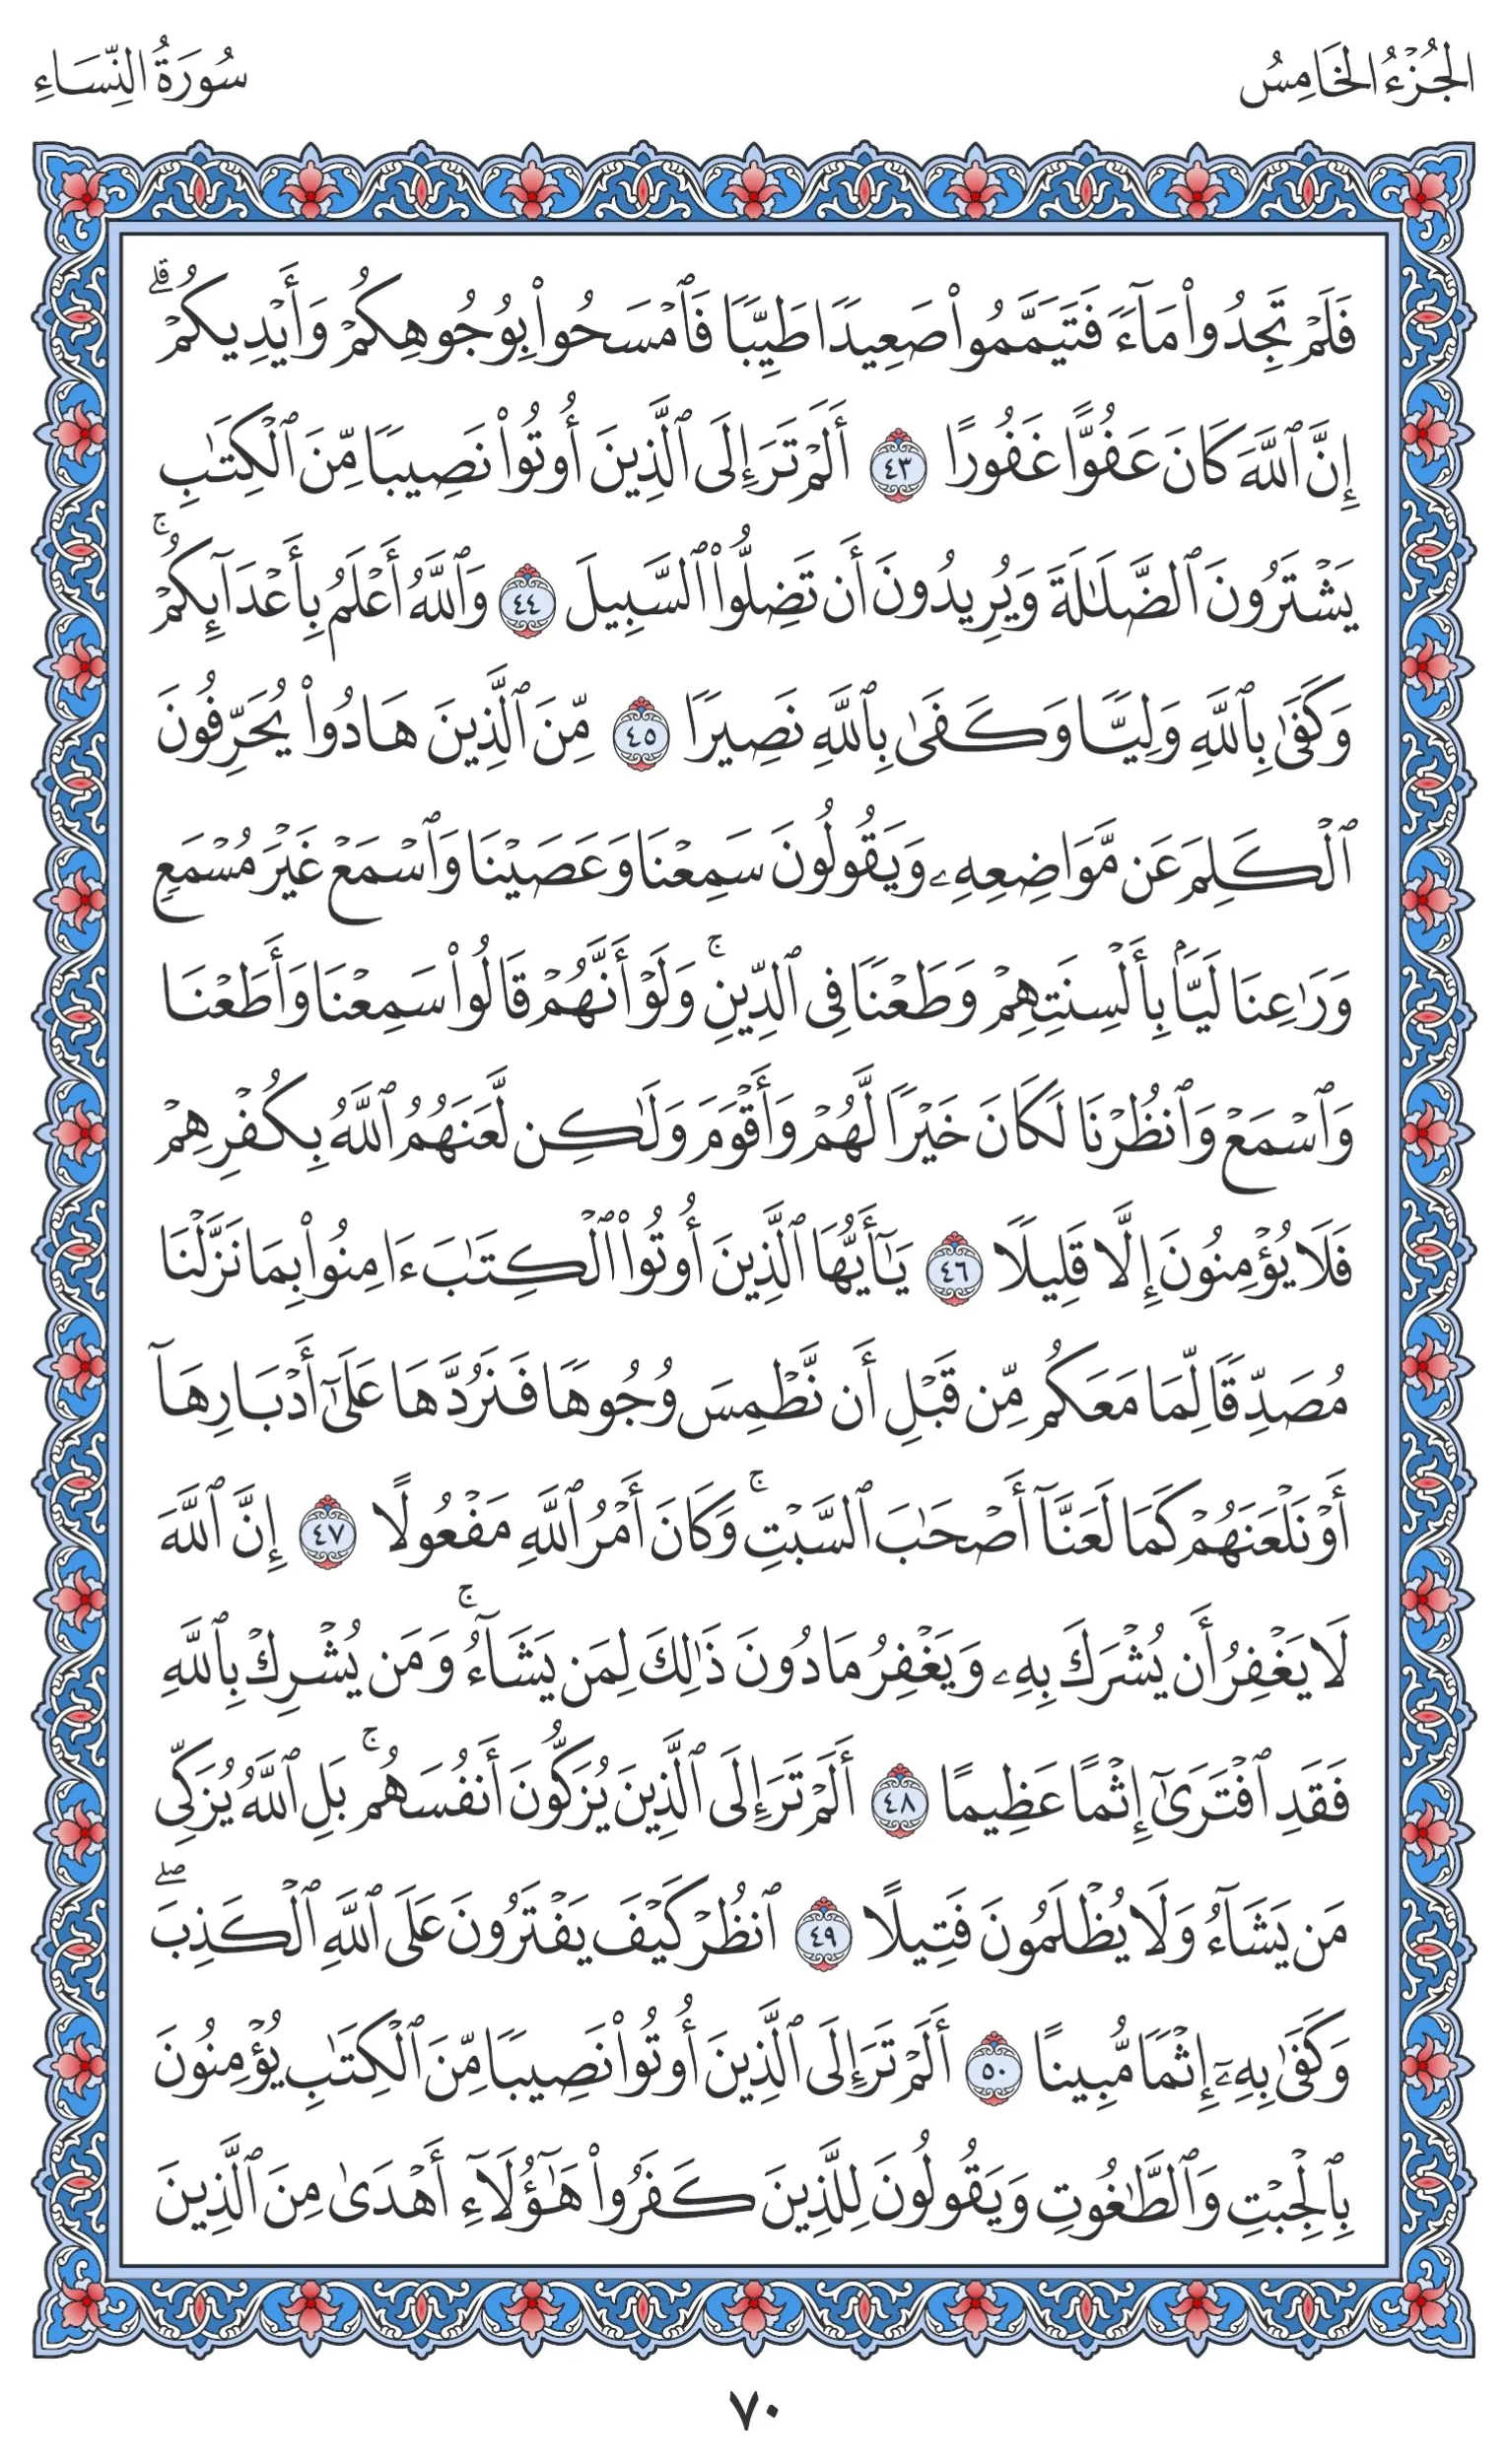 الجُزْءُ الخَامِسُ
سُورَةُ النِّسَاءِ
فَلَمْ تَجِدُوا۟ مَآءً فَتَيَمَّمُوا۟ صَعِيدًا طَيِّبًا فَٱمْسَحُوا۟ بِوُجُوهِكُمْ وَأَيْدِيكُمْ ۗ
إِنَّ ٱللَّهَ كَانَ عَفُوًّا غَفُورًا ٤٣ أَلَمْ تَرَ إِلَى ٱلَّذِينَ أُوتُوا۟ نَصِيبًا مِّنَ ٱلْكِتَٰبِ
يَشْتَرُونَ ٱلضَّلَٰلَةَ وَيُرِيدُونَ أَن تَضِلُّوا۟ ٱلسَّبِيلَ ٤٤ وَٱللَّهُ أَعْلَمُ بِأَعْدَآئِكُمْ ۚ
وَكَفَىٰ بِٱللَّهِ وَلِيًّا وَكَفَىٰ بِٱللَّهِ نَصِيرًا ٤٥ مِّنَ ٱلَّذِينَ هَادُوا۟ يُحَرِّفُونَ
ٱلْكَلِمَ عَن مَّوَاضِعِهِۦ وَيَقُولُونَ سَمِعْنَا وَعَصَيْنَا وَٱسْمَعْ غَيْرَ مُسْمَعٍ
وَرَٰعِنَا لَيًّۢا بِأَلْسِنَتِهِمْ وَطَعْنًا فِى ٱلدِّينِ ۚ وَلَوْ أَنَّهُمْ قَالُوا۟ سَمِعْنَا وَأَطَعْنَا
وَٱسْمَعْ وَٱنظُرْنَا لَكَانَ خَيْرًا لَّهُمْ وَأَقْوَمَ وَلَٰكِن لَّعَنَهُمُ ٱللَّهُ بِكُفْرِهِمْ
فَلَا يُؤْمِنُونَ إِلَّا قَلِيلًا ٤٦ يَٰٓأَيُّهَا ٱلَّذِينَ أُوتُوا۟ ٱلْكِتَٰبَ ءَامِنُوا۟ بِمَا نَزَّلْنَا
مُصَدِّقًا لِّمَا مَعَكُم مِّن قَبْلِ أَن نَّطْمِسَ وُجُوهًا فَنَرُدَّهَا عَلَىٰٓ أَدْبَارِهَآ
أَوْ نَلْعَنَهُمْ كَمَا لَعَنَّآ أَصْحَٰبَ ٱلسَّبْتِ ۚ وَكَانَ أَمْرُ ٱللَّهِ مَفْعُولًا ٤٧ إِنَّ ٱللَّهَ
لَا يَغْفِرُ أَن يُشْرَكَ بِهِۦ وَيَغْفِرُ مَا دُونَ ذَٰلِكَ لِمَن يَشَآءُ ۚ وَمَن يُشْرِكْ بِٱللَّهِ
فَقَدِ ٱفْتَرَىٰٓ إِثْمًا عَظِيمًا ٤٨ أَلَمْ تَرَ إِلَى ٱلَّذِينَ يُزَكُّونَ أَنفُسَهُم ۚ بَلِ ٱللَّهُ يُزَكِّى
مَن يَشَآءُ وَلَا يُظْلَمُونَ فَتِيلًا ٤٩ ٱنظُرْ كَيْفَ يَفْتَرُونَ عَلَى ٱللَّهِ ٱلْكَذِبَ ۖ
وَكَفَىٰ بِهِۦٓ إِثْمًا مُّبِينًا ٥٠ أَلَمْ تَرَ إِلَى ٱلَّذِينَ أُوتُوا۟ نَصِيبًا مِّنَ ٱلْكِتَٰبِ يُؤْمِنُونَ
بِٱلْجِبْتِ وَٱلطَّٰغُوتِ وَيَقُولُونَ لِلَّذِينَ كَفَرُوا۟ هَٰٓؤُلَآءِ أَهْدَىٰ مِنَ ٱلَّذِينَ
٧٠